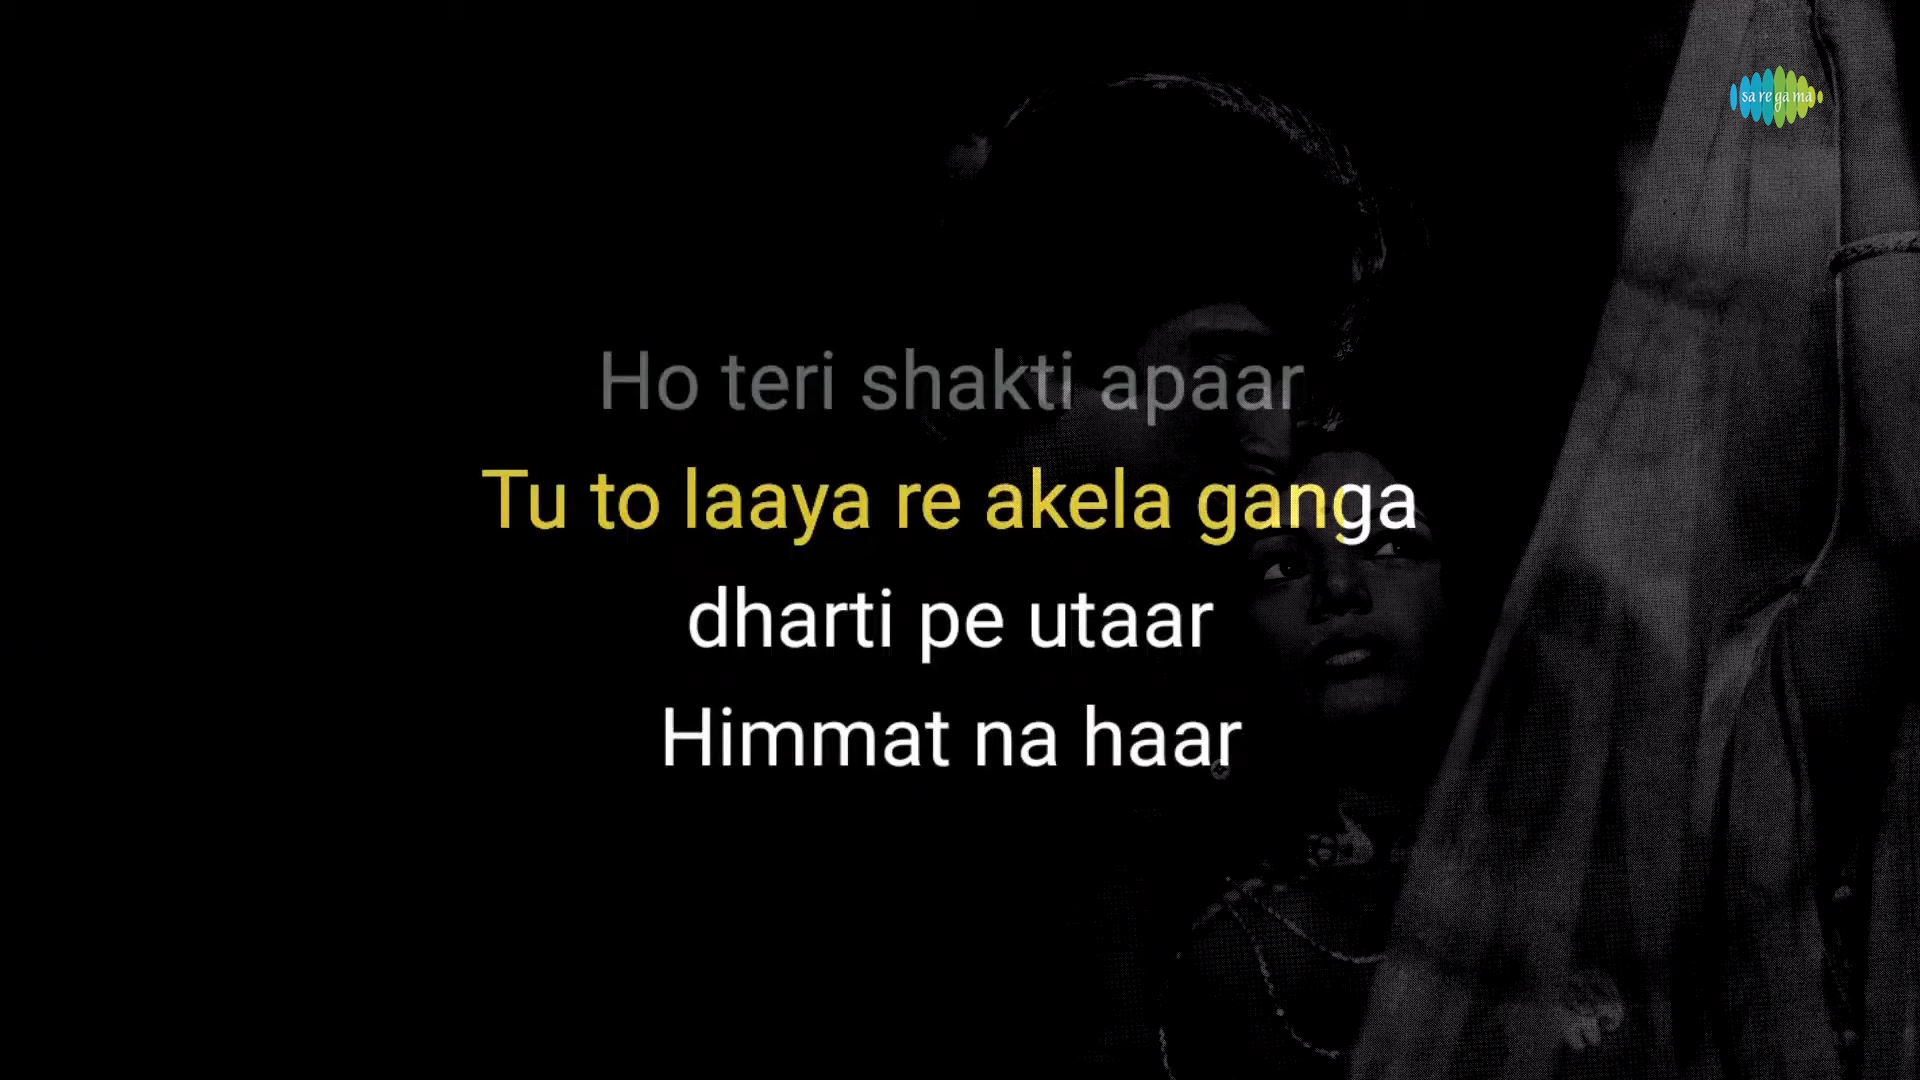 sa re ga ma
Ho teri shakti apaar
Tu to laaya re akela ganga
dharti pe utaar
Himmat na haar